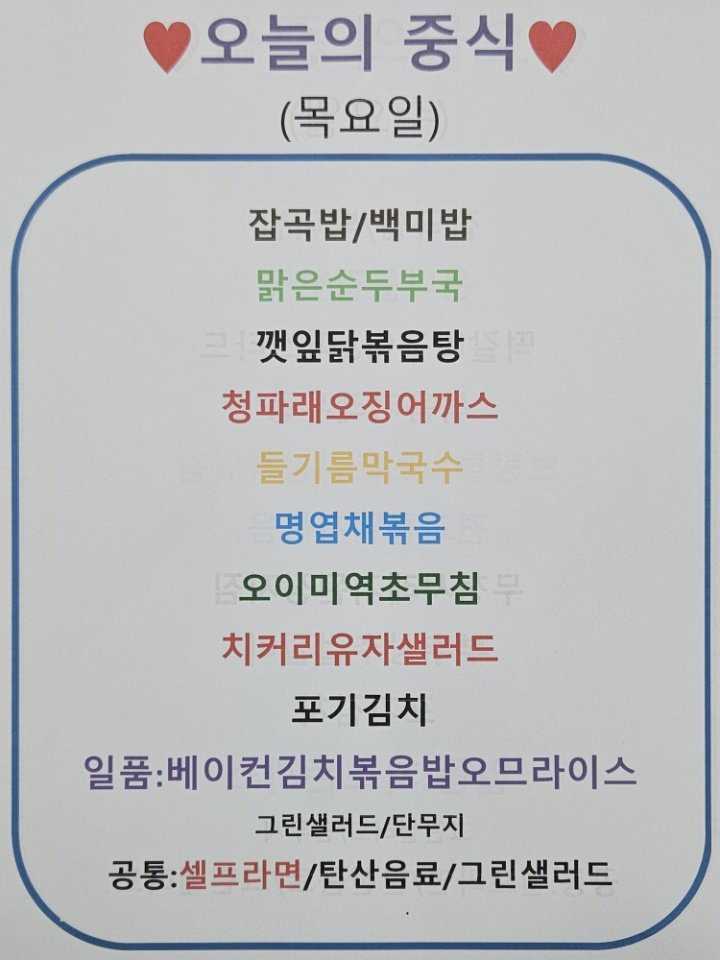 ♥오늘의 중식♥
(목요일)
잡곡밥/백미밥
맑은순두부국
깻잎닭볶음탕
청파래오징어까스
들기름막국수
명엽채볶음
오이미역초무침
치커리유자샐러드
포기김치
일품:베이컨김치볶음밥오므라이스
그린샐러드/단무지
공통:셀프라면/탄산음료/그린샐러드